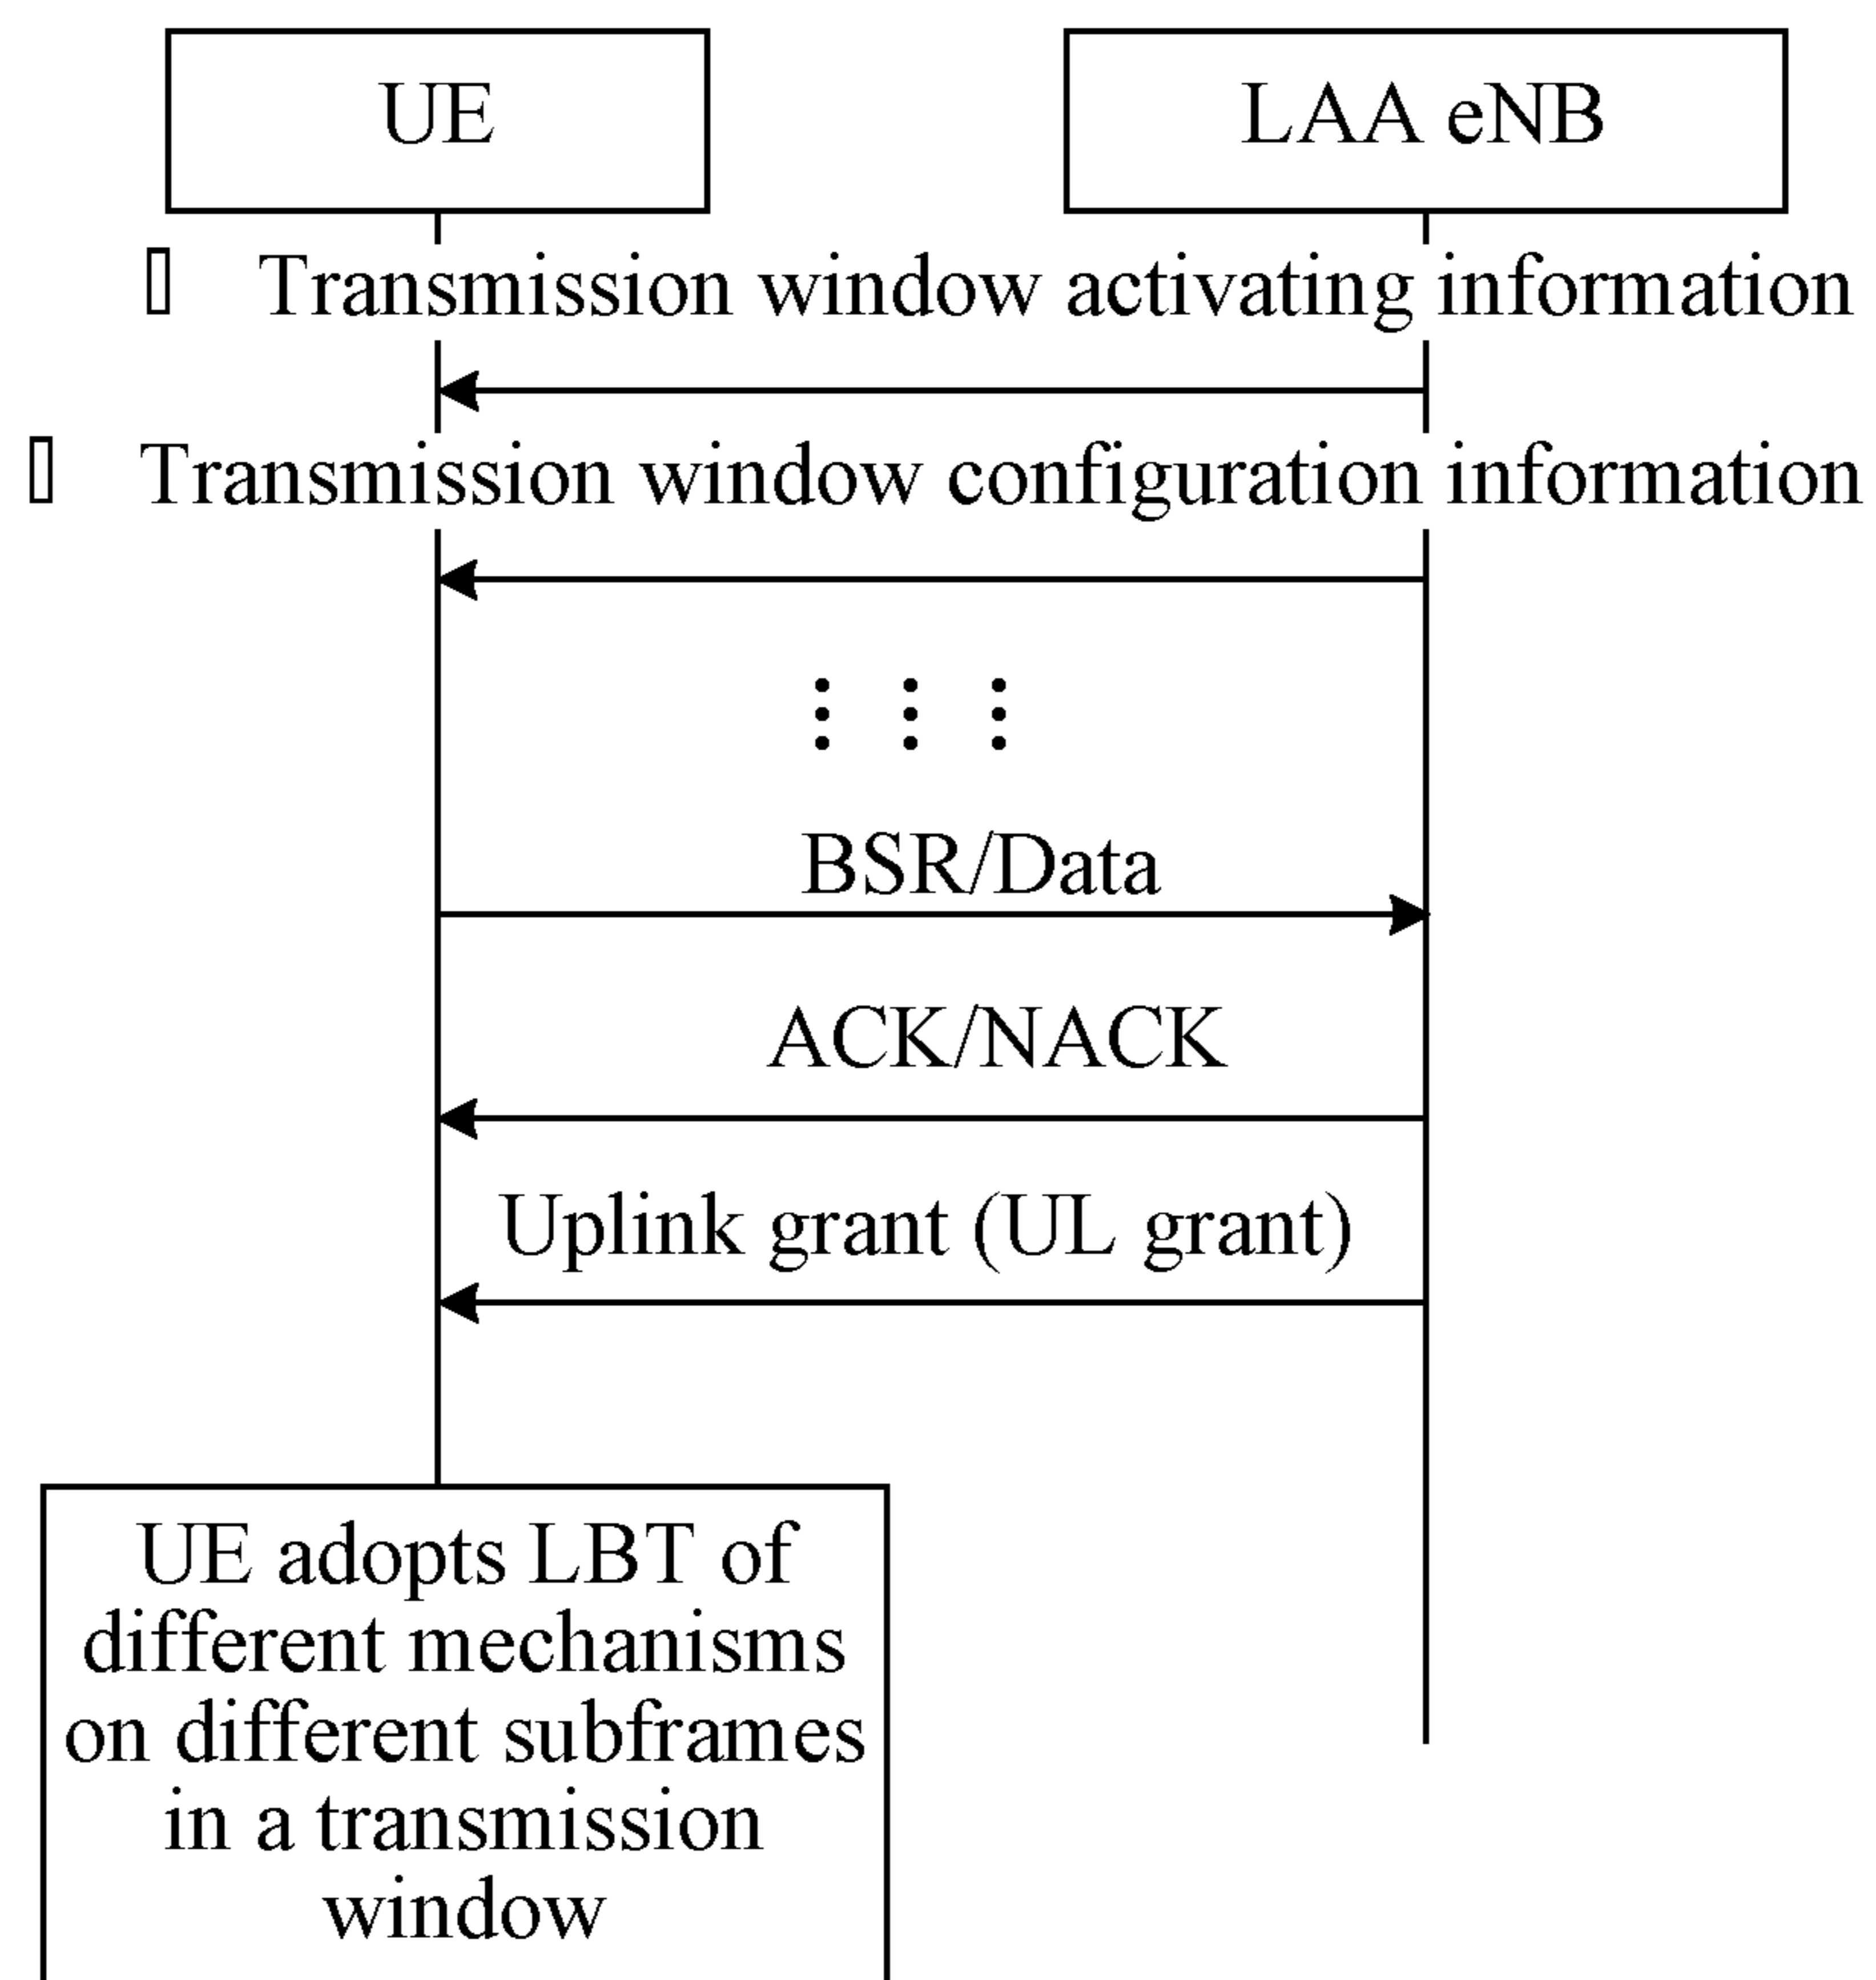 UE
LAA eNB
Transmission window activating information
Transmission window configuration information
BSR/Data
ACK/NACK
Uplink grant (UL grant)
UE adopts LBT of
different mechanisms
on different subframes
in a transmission
window